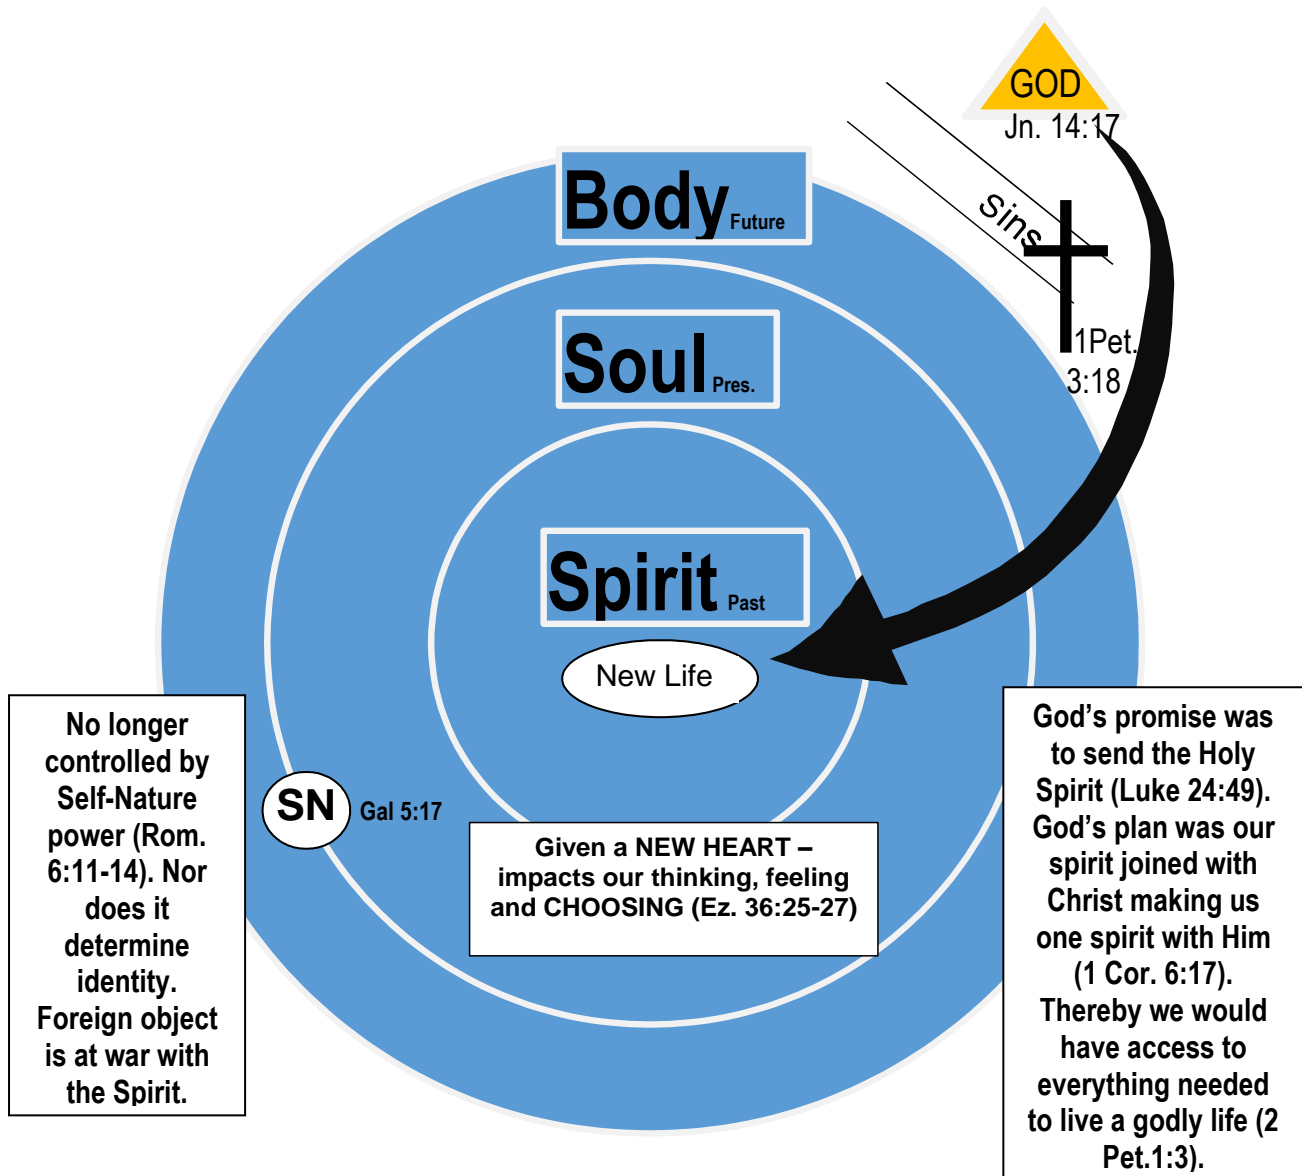 GOD
Jn. 14:17
Sins
1Pet.
3:18
Body Future
Soul Pres.
Spirit Past
New Life
No longer
controlled by
Self-Nature
power (Rom.
6:11-14). Nor
does it
determine
identity.
Foreign object
is at war with
the Spirit.
SN Gal 5:17
Given a NEW HEART –
impacts our thinking, feeling
and CHOOSING (Ez. 36:25-27)
God’s promise was
to send the Holy
Spirit (Luke 24:49).
God’s plan was our
spirit joined with
Christ making us
one spirit with Him
(1 Cor. 6:17).
Thereby we would
have access to
everything needed
to live a godly life (2
Pet.1:3).